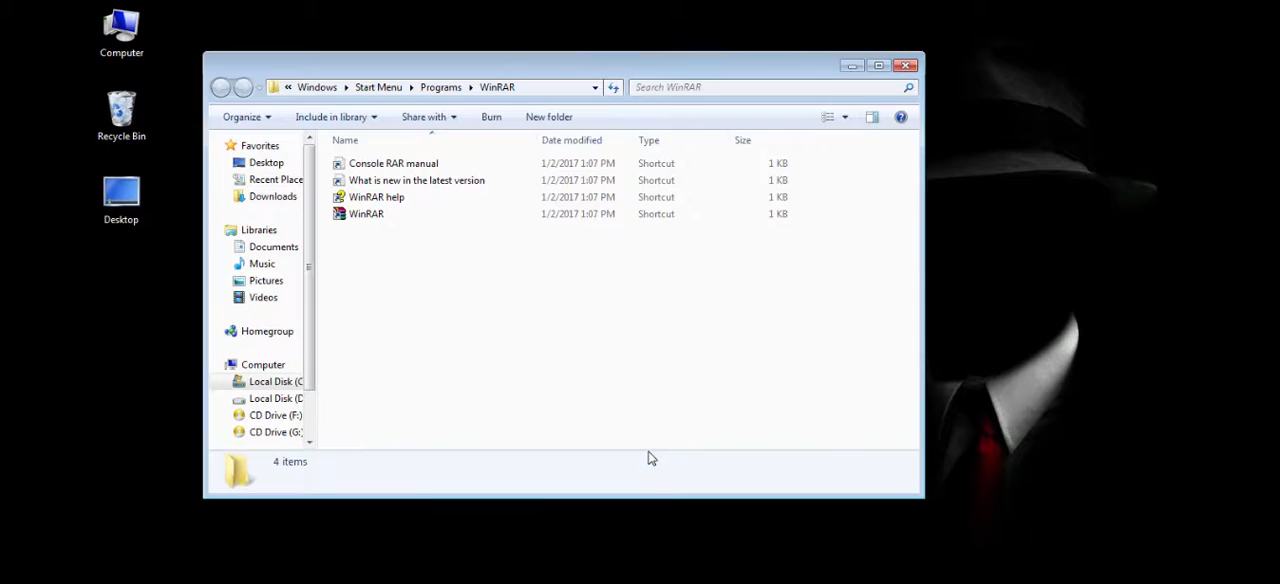 Computer
Recycle Bin
Desktop
« Windows Start Menu Programs WinRAR
Search WinRAR
Organize Include in library Share with Burn New folder
Favorites
Desktop
Recent Place
Downloads
Libraries
Documents
Music
Pictures
Videos
Homegroup
Computer
Local Disk (C
Local Disk (D
CD Drive (F:)
CD Drive (G:)
Name Date modified Type Size
Console RAR manual 1/2/2017 1:07 PM Shortcut 1 KB
What is new in the latest version 1/2/2017 1:07 PM Shortcut 1 KB
WinRAR help 1/2/2017 1:07 PM Shortcut 1 KB
WinRAR 1/2/2017 1:07 PM Shortcut 1 KB
4 items